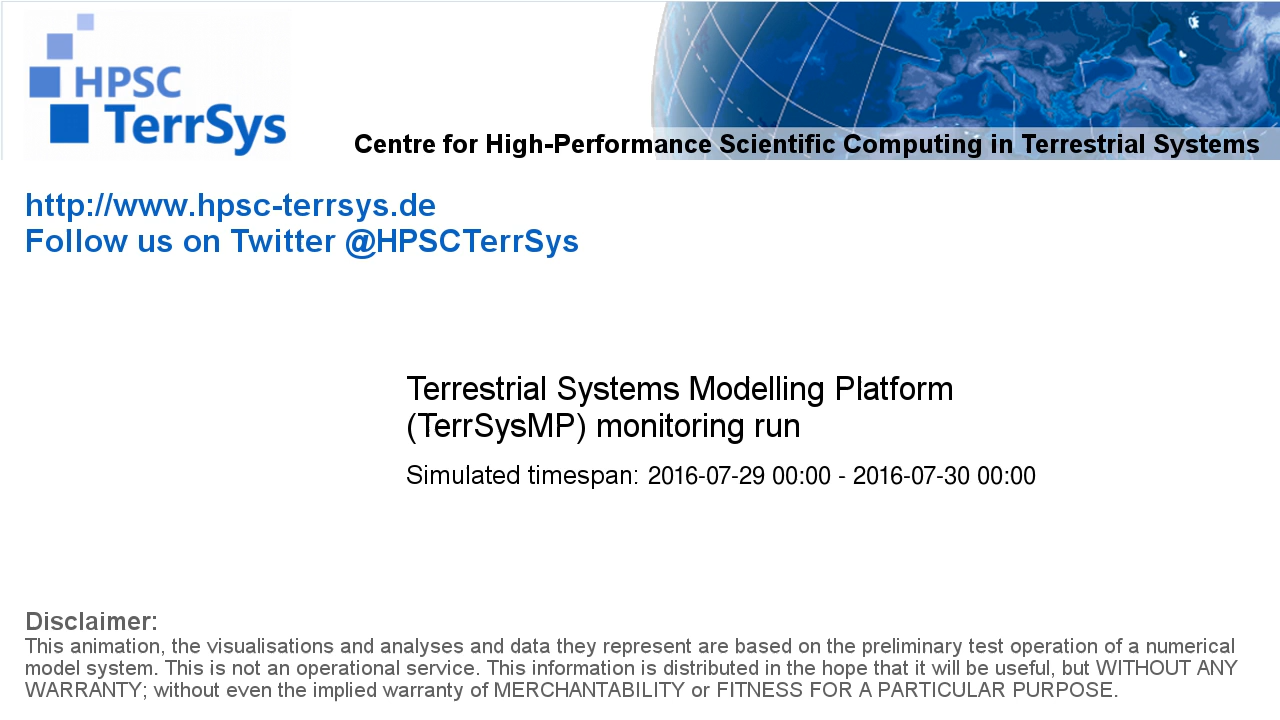 HPSC
TerrSys
Centre for High-Performance Scientific Computing in Terrestrial Systems
http://www.hpsc-terrsys.de
Follow us on Twitter @HPSCTerrSys
Terrestrial Systems Modelling Platform
(TerrSysMP) monitoring run
Simulated timespan: 2016-07-29 00:00 - 2016-07-30 00:00
Disclaimer:
This animation, the visualisations and analyses and data they represent are based on the preliminary test operation of a numerical
model system. This is not an operational service. This information is distributed in the hope that it will be useful, but WITHOUT ANY
WARRANTY; without even the implied warranty of MERCHANTABILITY or FITNESS FOR A PARTICULAR PURPOSE.